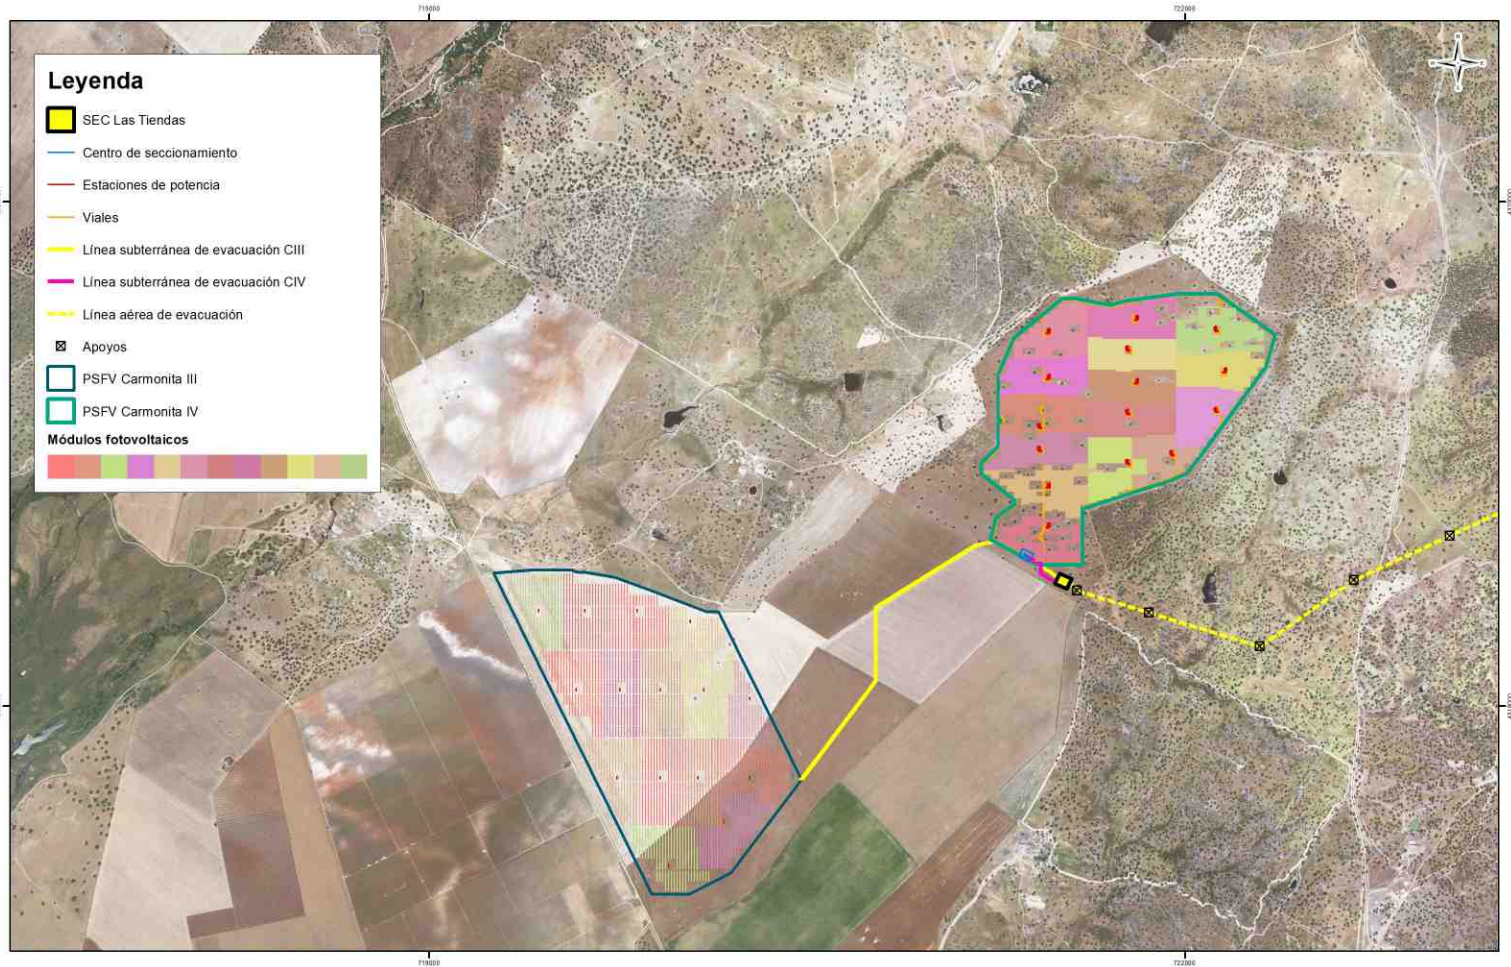 719000
722000
Leyenda
SEC Las Tiendas
Centro de seccionamiento
Estaciones de potencia
Viales
Línea subterránea de evacuación CIII
Línea subterránea de evacuación CIV
Línea aérea de evacuación
Apoyos
PSFV Carmonita III
PSFV Carmonita IV
Módulos fotovoltaicos
719000
722000